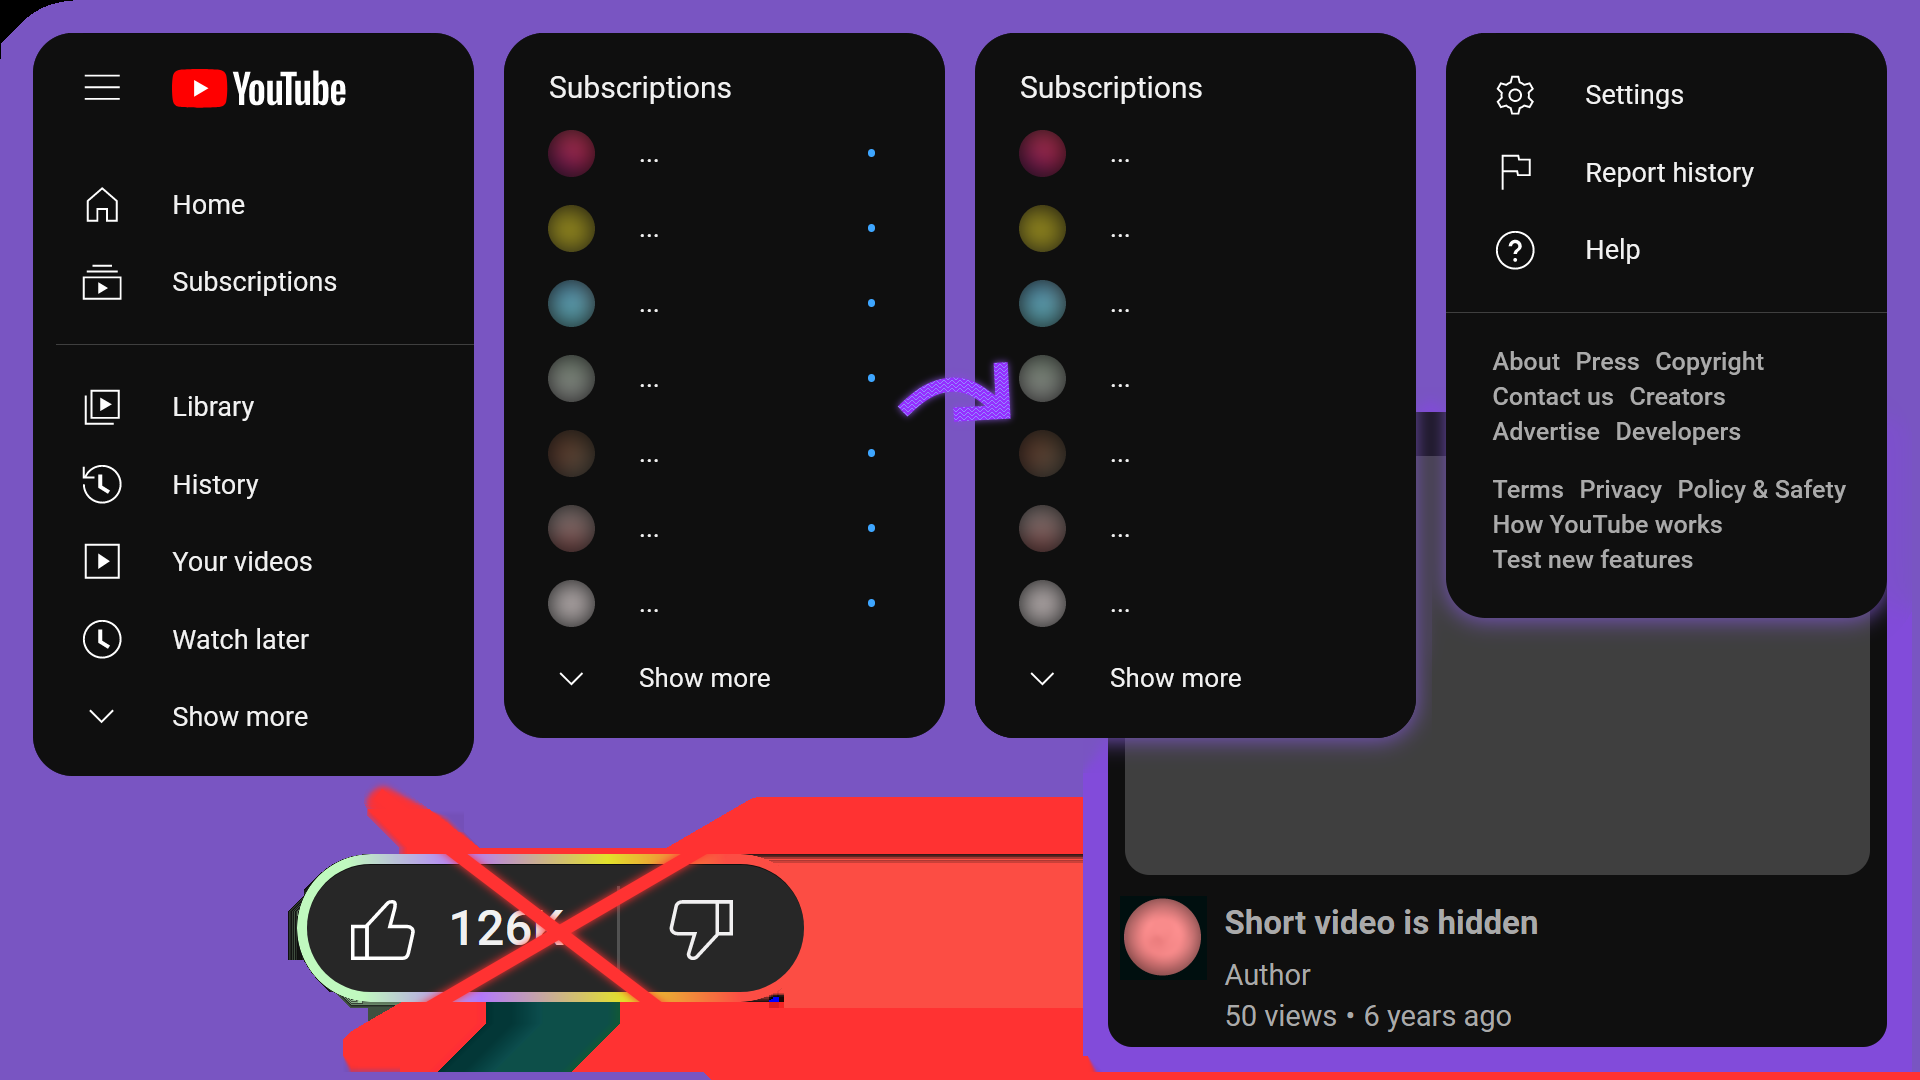 YouTube
Home
Subscriptions
Library
History
Your videos
Watch later
Show more
Subscriptions
...
...
...
...
...
...
...
Show more
Subscriptions
...
...
...
...
...
...
...
Show more
Settings
Report history
Help
About Press Copyright
Contact us Creators
Advertise Developers
Terms Privacy Policy & Safety
How YouTube works
Test new features
126K
Short video is hidden
Author
50 views • 6 years ago